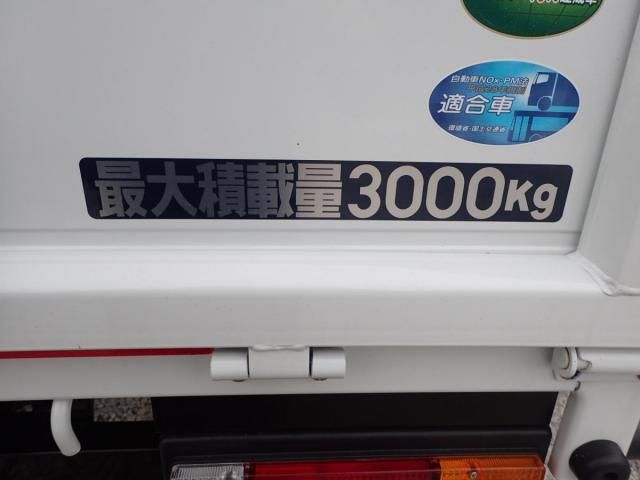 自動車NOx・PM法
適合車
環境省・国土交通省
最大積載量3000Kg